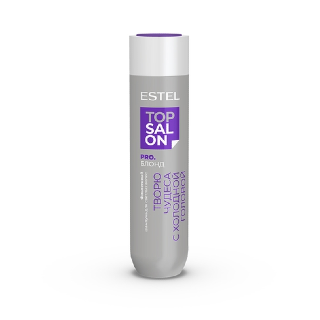 ESTEL
TOP
SAL
ON
PRO.
БЛОНД
ТВОРЮ
ЧУДЕСА
С ХОЛОДНОЙ
ГОЛОВОЙ